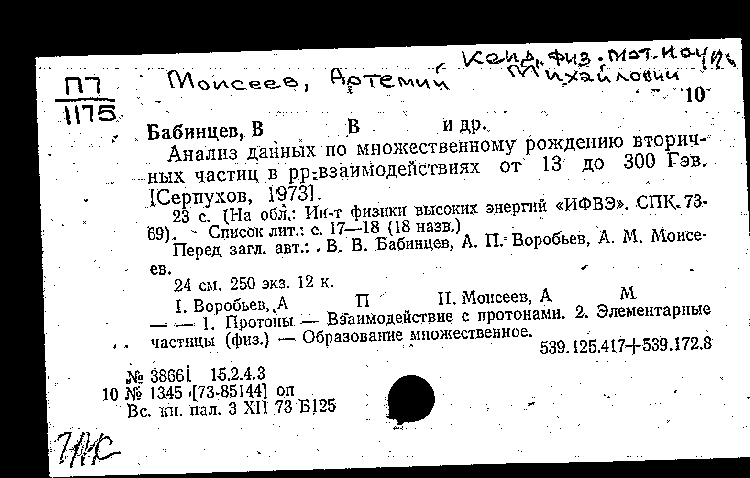 Канд. физ. мат. наук
П7 Моисеев, Артемий Михайлович
1175 10
Бабинцев, В В и др.
Анализ данных по множественному рождению вторич-
ных частиц в pp-взаимодействиях от 13 до 300 Гэв.
[Серпухов, 1973].
23 с. (На обл.: Ин-т физики высоких энергий «ИФВЭ». СПК 73-
69). Список лит.: с. 17—18 (18 назв.)
Перед загл. авт.: В. В. Бабинцев, А. П. Воробьев, А. М. Моисе-
ев.
24 см. 250 экз. 12 к.
I. Воробьев, А П II. Моисеев, А М
— — 1. Протоны — Взаимодействие с протонами. 2. Элементарные
частицы (физ.) — Образование множественное.
539.125.417+539.172.8
№ 38661 15.2.4.3
10 № 1345 [73-85144] оп
Вс. кн. пал. 3 XII 73 Б125